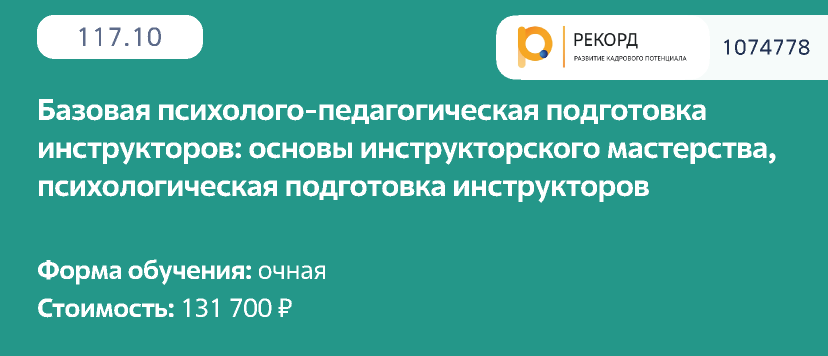 117.10
РЕКОРД
РАЗВИТИЕ КАДРОВОГО ПОТЕНЦИАЛА
1074778
Базовая психолого-педагогическая подготовка
инструкторов: основы инструкторского мастерства,
психологическая подготовка инструкторов
Форма обучения: очная
Стоимость: 131 700 ₽